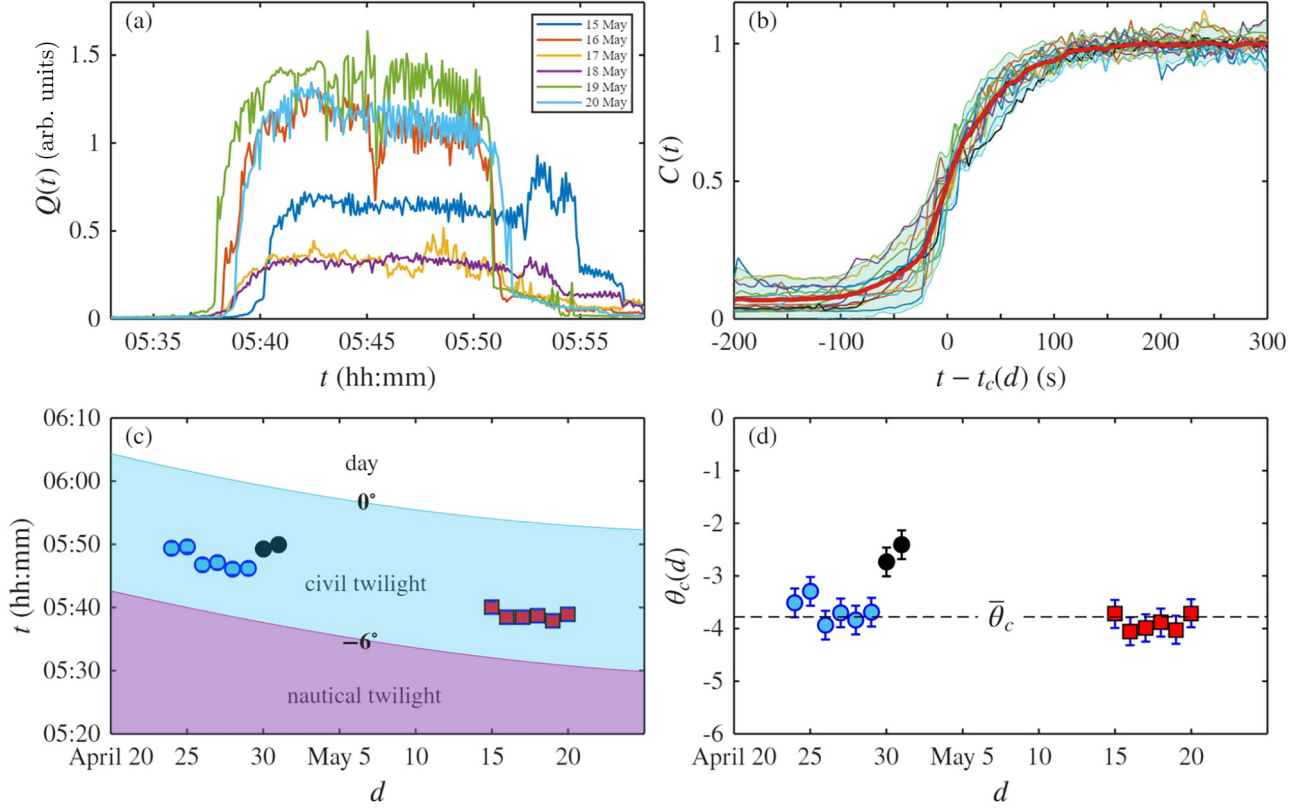 (a)
Q(t) (arb. units)
1.5
1
0.5
0
15 May
16 May
17 May
18 May
19 May
20 May
05:35 05:40 05:45 05:50 05:55
t (hh:mm)
(b)
C(t)
1
0.5
0
-200 -100 0 100 200 300
t − t_c(d) (s)
(c)
t (hh:mm)
06:10
06:00
05:50
05:40
05:30
05:20
day
0°
civil twilight
−6°
nautical twilight
April 20 25 30 May 5 10 15 20
d
(d)
θ_c(d)
0
-1
-2
-3
-4
-5
-6
θ̅_c
April 20 25 30 May 5 10 15 20
d